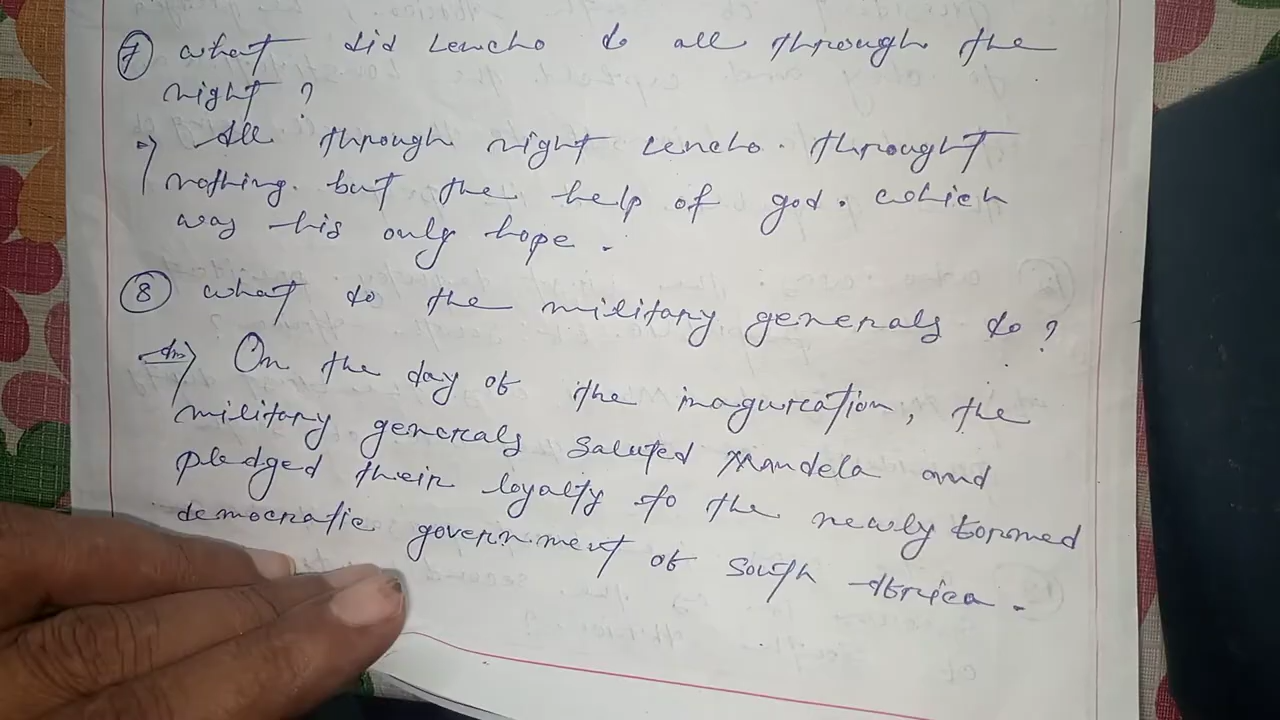 7 what did Lencho do all through the
night ?
⇒ All through night Lencho. throught
nothing. but the help of god. which
was his only hope.
8 what do the military generals do ?
Ans⇒ On the day of the inaguration, the
military generals saluted Mandela and
pledged their loyalty to the newly formed
democratic government of South Africa.